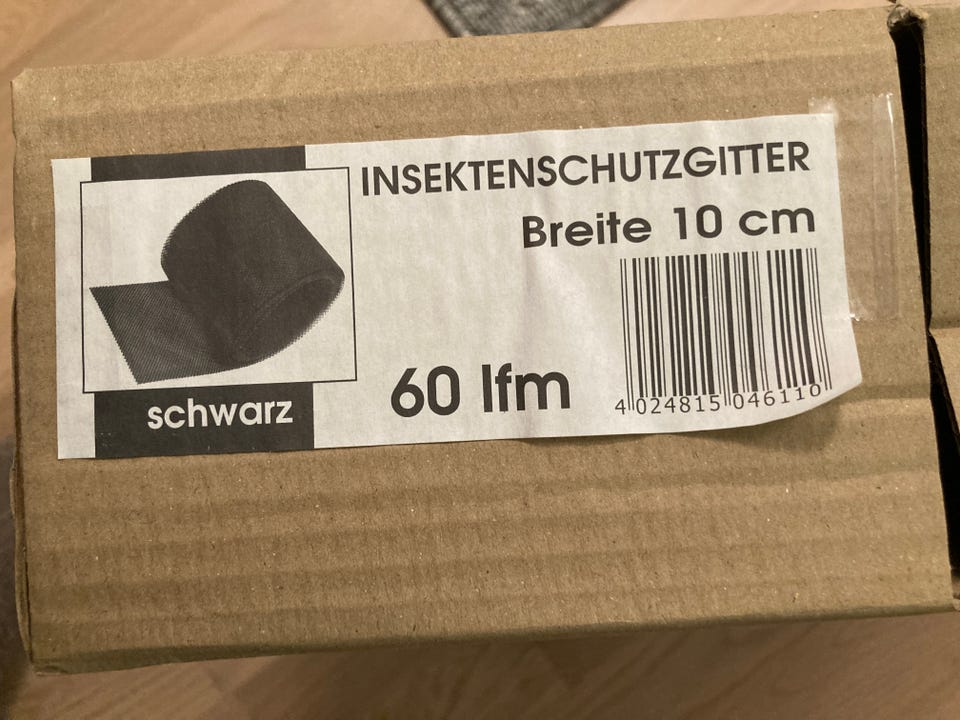 INSEKTENSCHUTZGITTER
Breite 10 cm
60 lfm
schwarz
4 024815 046110